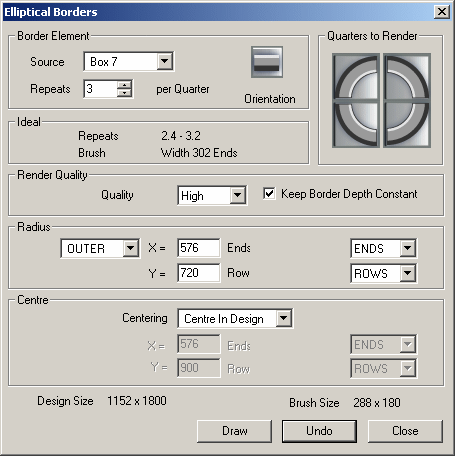 Elliptical Borders
Border Element
Source Box 7
Repeats 3 per Quarter
Orientation
Quarters to Render
Ideal
Repeats 2.4 - 3.2
Brush Width 302 Ends
Render Quality
Quality High Keep Border Depth Constant
Radius
OUTER X = 576 Ends ENDS
Y = 720 Row ROWS
Centre
Centering Centre In Design
X = 576 Ends ENDS
Y = 900 Row ROWS
Design Size 1152 x 1800 Brush Size 288 x 180
Draw Undo Close